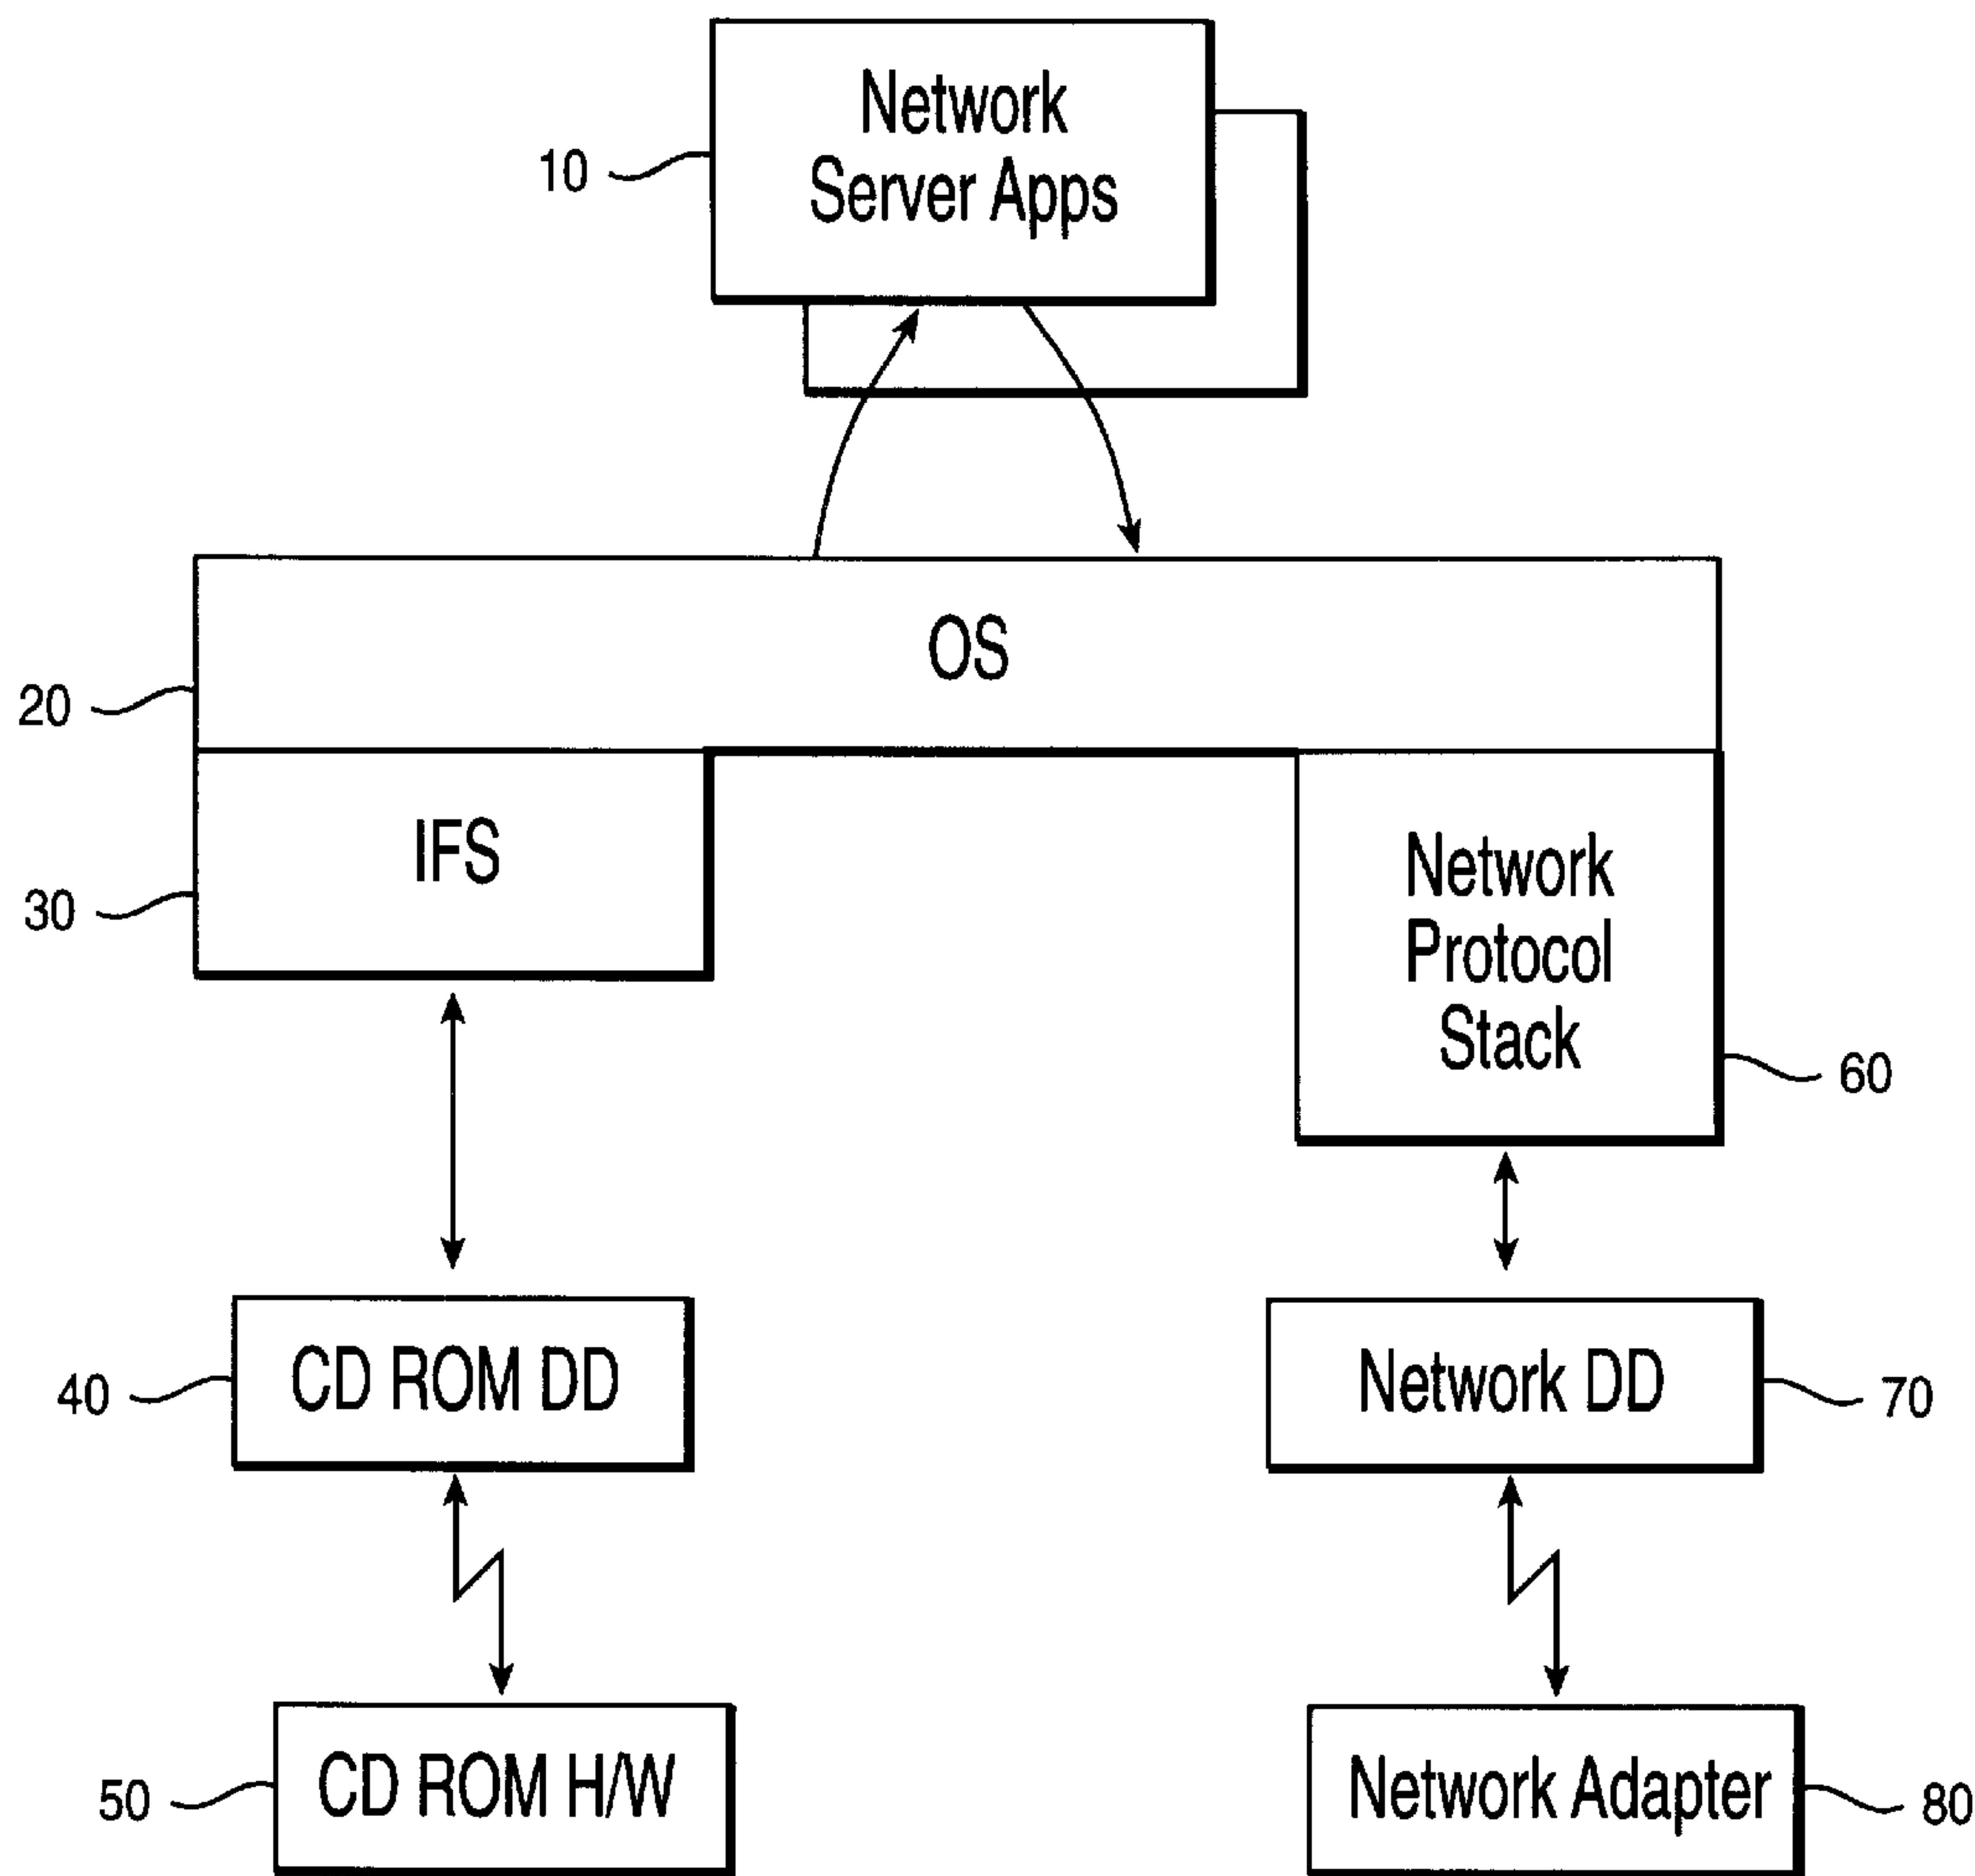 Network
Server Apps
10
OS
20
IFS
30
Network
Protocol
Stack
60
CD ROM DD
40
Network DD
70
CD ROM H/W
50
Network Adapter
80